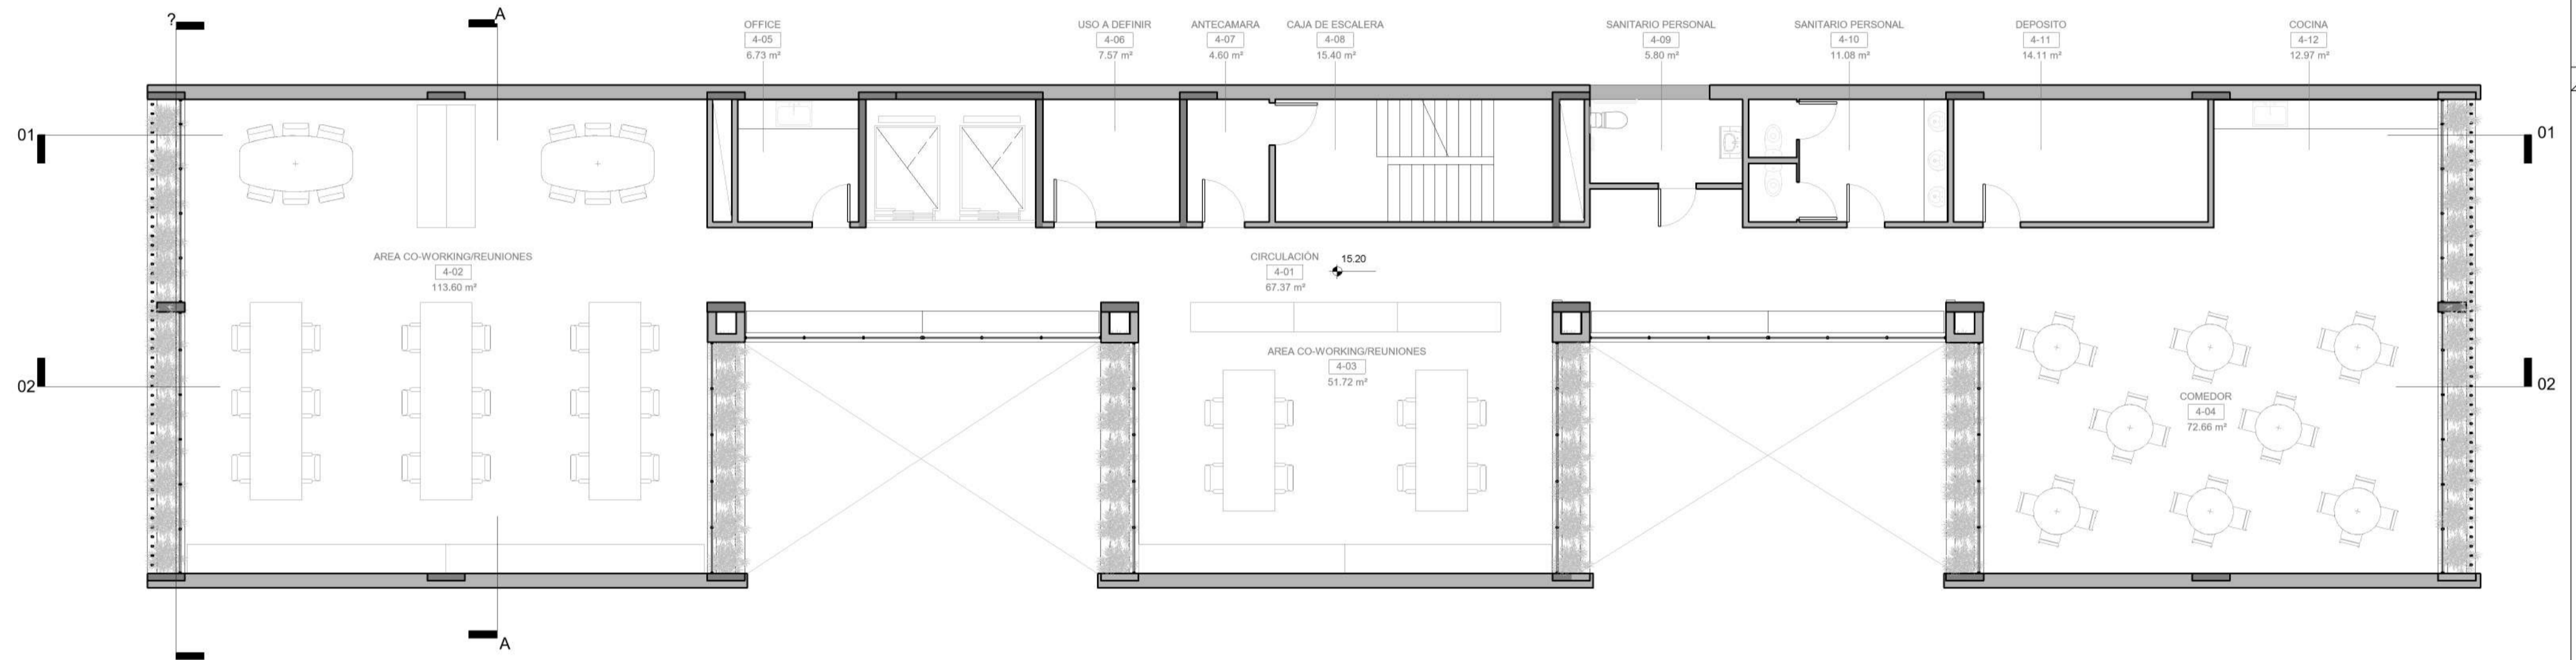 ?
A
OFFICE
4-05
6.73 m²
USO A DEFINIR
4-06
7.57 m²
ANTECAMARA
4-07
4.60 m²
CAJA DE ESCALERA
4-08
15.40 m²
SANITARIO PERSONAL
4-09
5.80 m²
SANITARIO PERSONAL
4-10
11.08 m²
DEPOSITO
4-11
14.11 m²
COCINA
4-12
12.97 m²
01
01
AREA CO-WORKING/REUNIONES
4-02
113.60 m²
CIRCULACIÓN
4-01
67.37 m²
15.20
AREA CO-WORKING/REUNIONES
4-03
51.72 m²
02
02
COMEDOR
4-04
72.66 m²
A